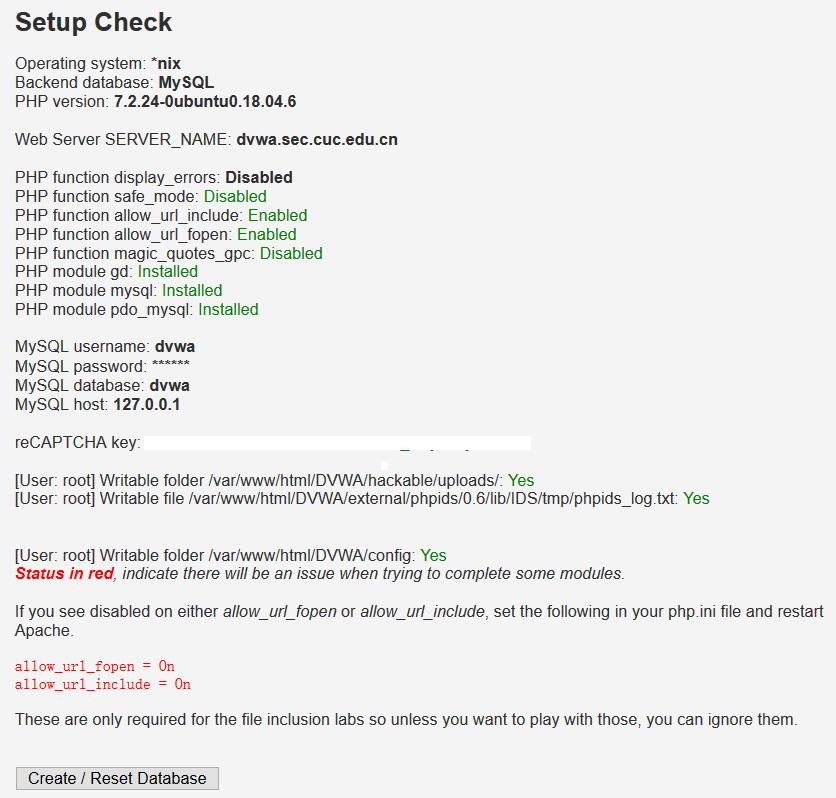 Setup Check
Operating system: *nix
Backend database: MySQL
PHP version: 7.2.24-0ubuntu0.18.04.6
Web Server SERVER_NAME: dvwa.sec.cuc.edu.cn
PHP function display_errors: Disabled
PHP function safe_mode: Disabled
PHP function allow_url_include: Enabled
PHP function allow_url_fopen: Enabled
PHP function magic_quotes_gpc: Disabled
PHP module gd: Installed
PHP module mysql: Installed
PHP module pdo_mysql: Installed
MySQL username: dvwa
MySQL password: ******
MySQL database: dvwa
MySQL host: 127.0.0.1
reCAPTCHA key:
[User: root] Writable folder /var/www/html/DVWA/hackable/uploads/: Yes
[User: root] Writable file /var/www/html/DVWA/external/phpids/0.6/lib/IDS/tmp/phpids_log.txt: Yes
[User: root] Writable folder /var/www/html/DVWA/config: Yes
Status in red, indicate there will be an issue when trying to complete some modules.
If you see disabled on either allow_url_fopen or allow_url_include, set the following in your php.ini file and restart
Apache.
allow_url_fopen = On
allow_url_include = On
These are only required for the file inclusion labs so unless you want to play with those, you can ignore them.
Create / Reset Database